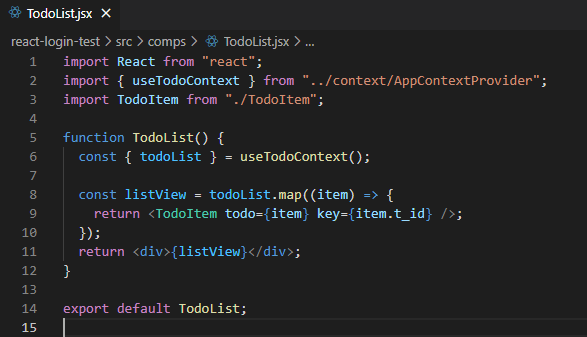 TodoList.jsx ×
react-login-test > src > comps > TodoList.jsx > ...
1 import React from "react";
2 import { useTodoContext } from "../context/AppContextProvider";
3 import TodoItem from "./TodoItem";
4
5 function TodoList() {
6   const { todoList } = useTodoContext();
7
8   const listView = todoList.map((item) => {
9     return <TodoItem todo={item} key={item.t_id} />;
10   });
11   return <div>{listView}</div>;
12 }
13
14 export default TodoList;
15